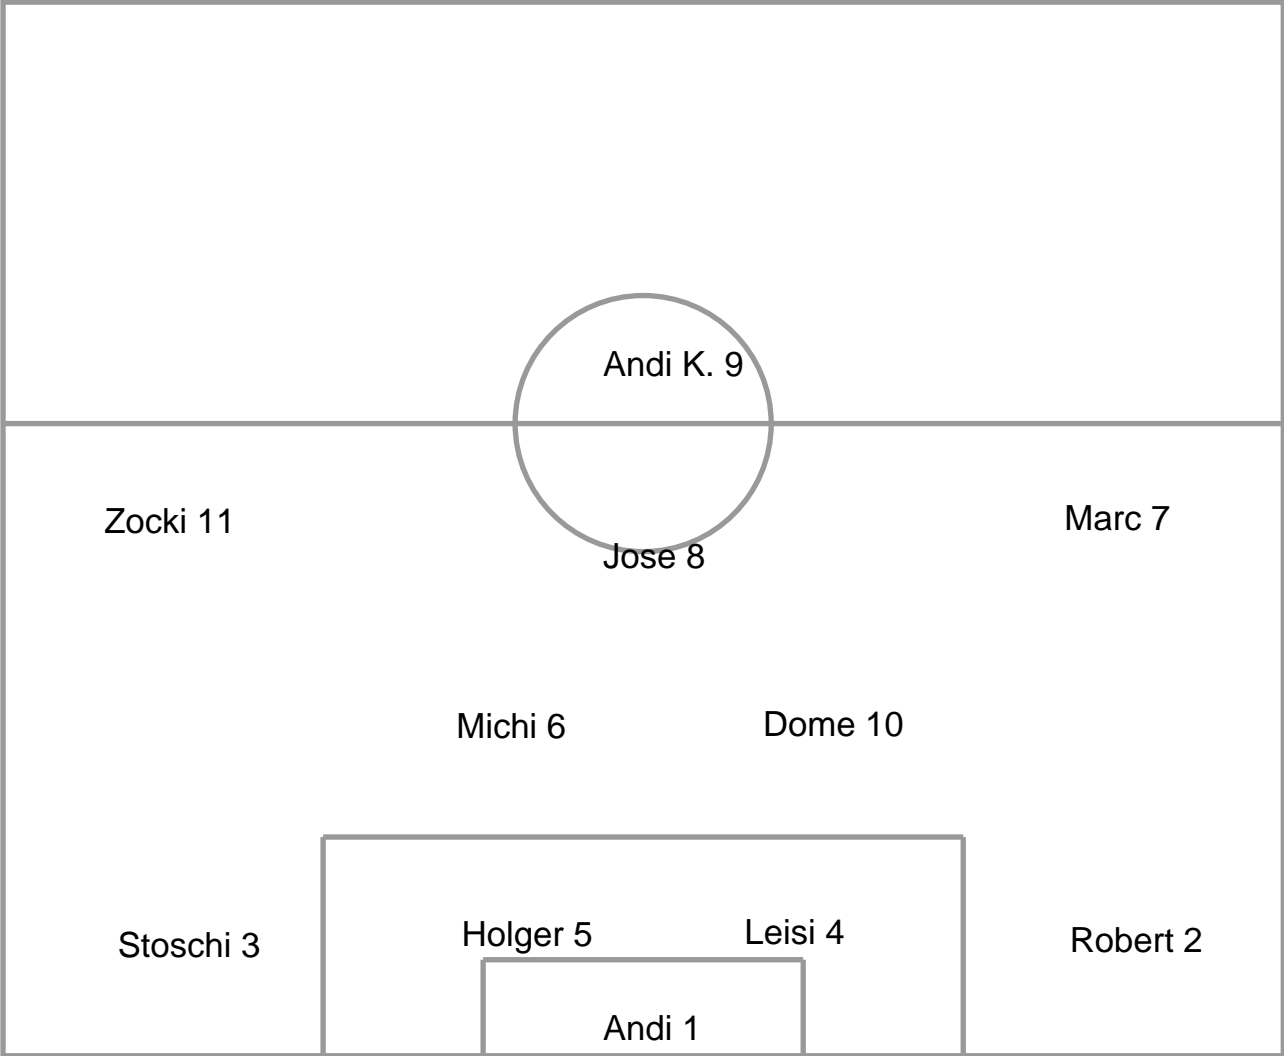 Andi K. 9
Zocki 11
Marc 7
Jose 8
Michi 6
Dome 10
Stoschi 3
Holger 5
Leisi 4
Robert 2
Andi 1